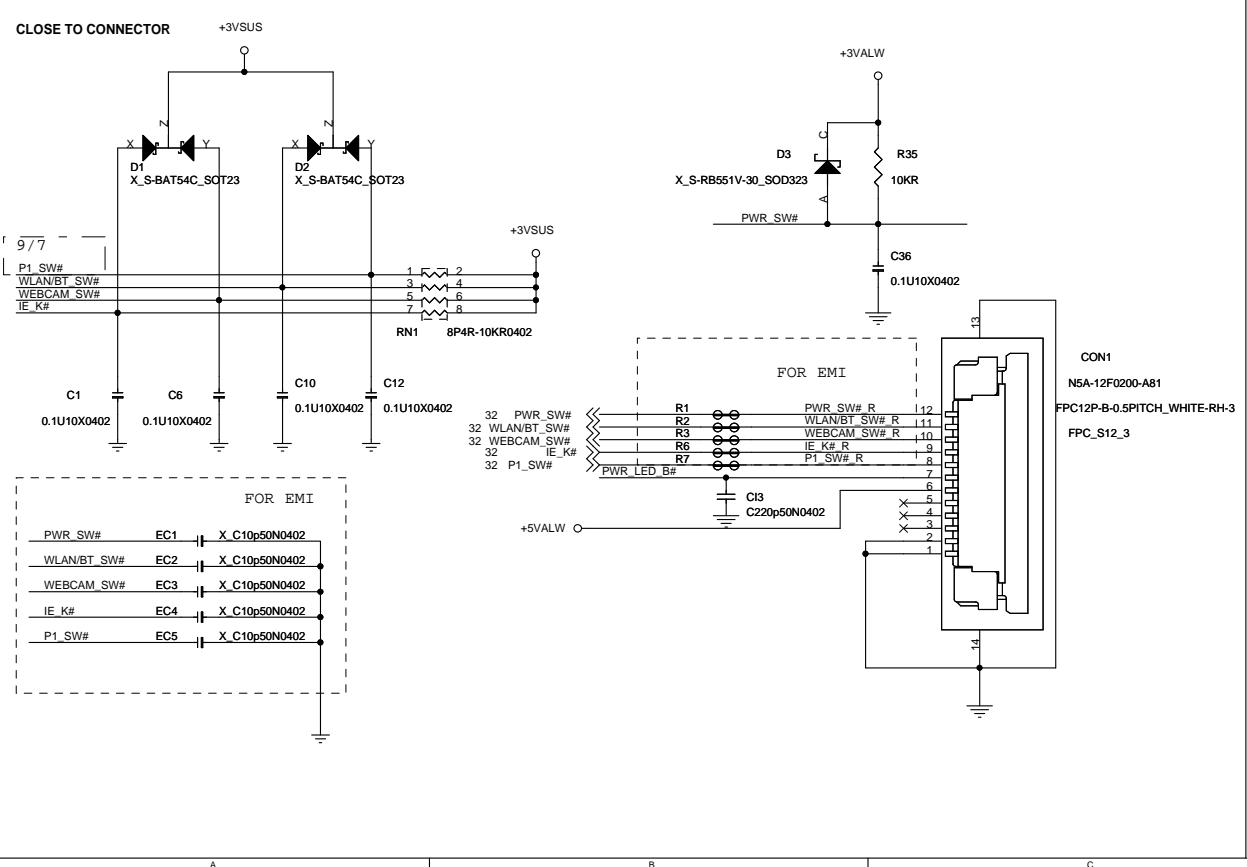 CLOSE TO CONNECTOR
+3VSUS
Z
Z
X
Y
X
Y
D1
X_S-BAT54C_SOT23
D2
X_S-BAT54C_SOT23
9/7
P1_SW#
WLAN/BT_SW#
WEBCAM_SW#
IE_K#
+3VSUS
1 2
3 4
5 6
7 8
RN1 8P4R-10KR0402
C1
0.1U10X0402
C6
0.1U10X0402
C10
0.1U10X0402
C12
0.1U10X0402
+3VALW
C
D3
X_S-RB551V-30_SOD323
A
R35
10KR
PWR_SW#
C36
0.1U10X0402
FOR EMI
32 PWR_SW# R1 PWR_SW#_R 12
32 WLAN/BT_SW# R2 WLAN/BT_SW#_R 11
32 WEBCAM_SW# R3 WEBCAM_SW#_R 10
32 IE_K# R6 IE_K#_R 9
32 P1_SW# R7 P1_SW#_R 8
PWR_LED_B# 7
6
5
4
3
2
1
CI3
C220p50N0402
+5VALW
13
14
CON1
N5A-12F0200-A81
FPC12P-B-0.5PITCH_WHITE-RH-3
FPC_S12_3
FOR EMI
PWR_SW# EC1 X_C10p50N0402
WLAN/BT_SW# EC2 X_C10p50N0402
WEBCAM_SW# EC3 X_C10p50N0402
IE_K# EC4 X_C10p50N0402
P1_SW# EC5 X_C10p50N0402
A B C